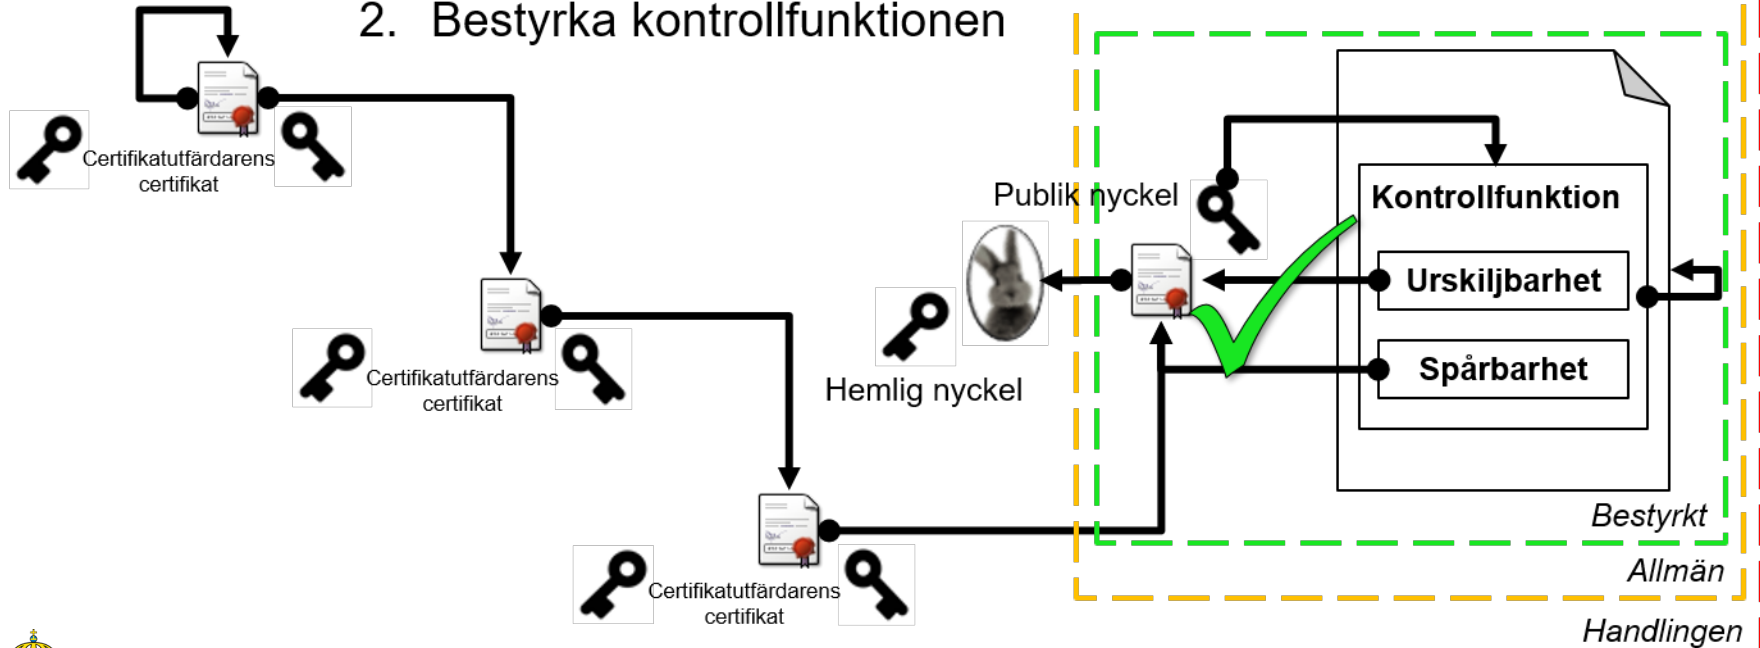 2. Bestyrka kontrollfunktionen
Certifikatutfärdarens
certifikat
Publik nyckel
Kontrollfunktion
Urskiljbarhet
Certifikatutfärdarens
certifikat
Hemlig nyckel
Spårbarhet
Bestyrkt
Allmän
Certifikatutfärdarens
certifikat
Handlingen